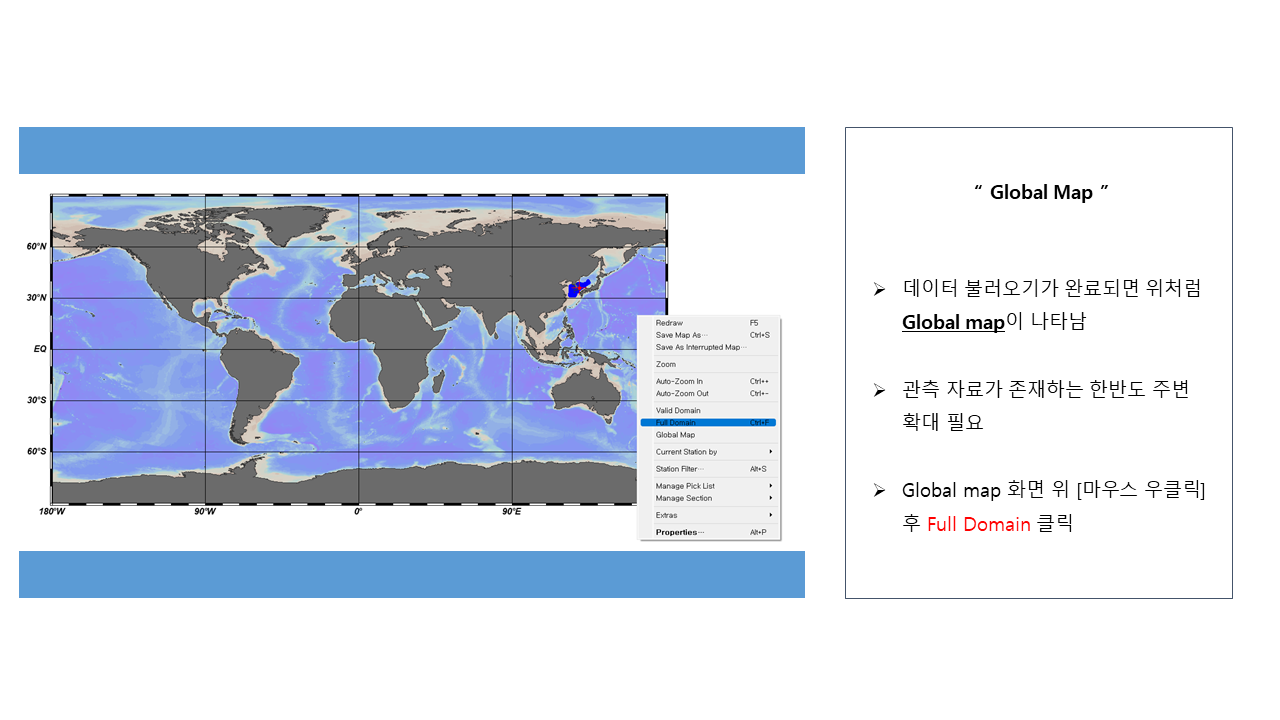 60°N
30°N
EQ
30°S
60°S
180°W
90°W
0°
90°E
Redraw F5
Save Map As… Ctrl+S
Save As Interrupted Map…
Zoom
Auto-Zoom In Ctrl++
Auto-Zoom Out Ctrl+-
Valid Domain
Full Domain Ctrl+F
Global Map
Current Station by
Station Filter… Alt+S
Manage Pick List
Manage Section
Extras
Properties… Alt+P
“ Global Map ”
➢ 데이터 불러오기가 완료되면 위처럼
Global map이 나타남
➢ 관측 자료가 존재하는 한반도 주변
확대 필요
➢ Global map 화면 위 [마우스 우클릭]
후 Full Domain 클릭